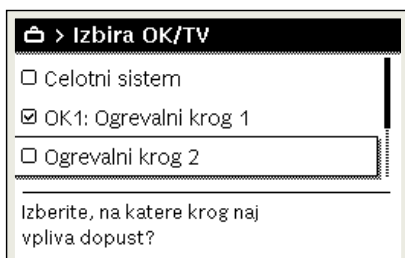 > Izbira OK/TV
Celotni sistem
OK1: Ogrevalni krog 1
Ogrevalni krog 2
Izberite, na katere krog naj
vpliva dopust?